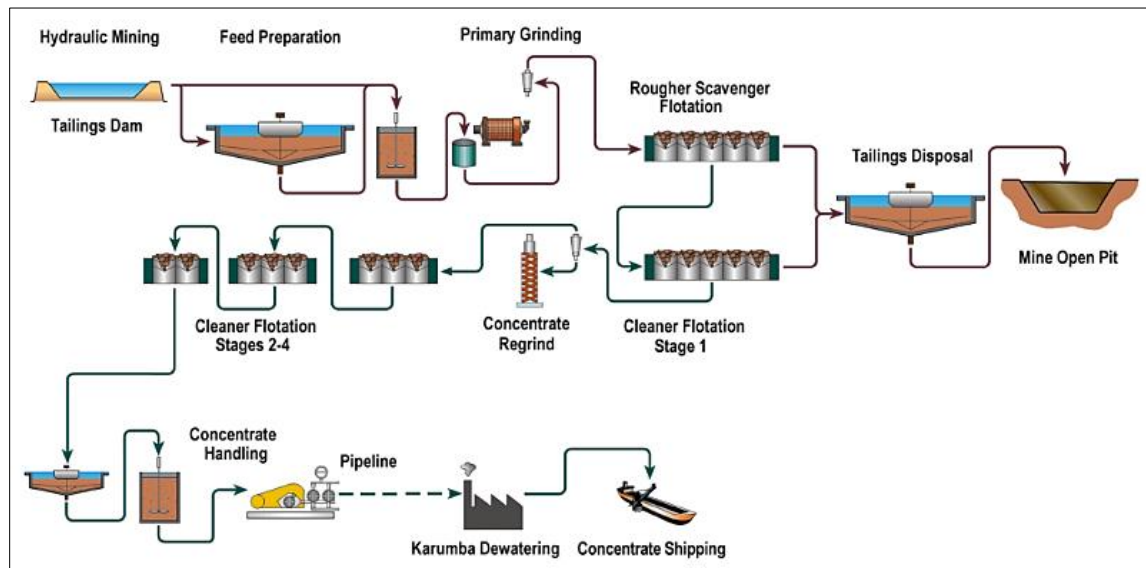 Hydraulic Mining
Feed Preparation
Primary Grinding
Rougher Scavenger
Flotation
Tailings Dam
Tailings Disposal
Mine Open Pit
Cleaner Flotation
Stages 2-4
Concentrate
Regrind
Cleaner Flotation
Stage 1
Concentrate
Handling
Pipeline
Karumba Dewatering
Concentrate Shipping